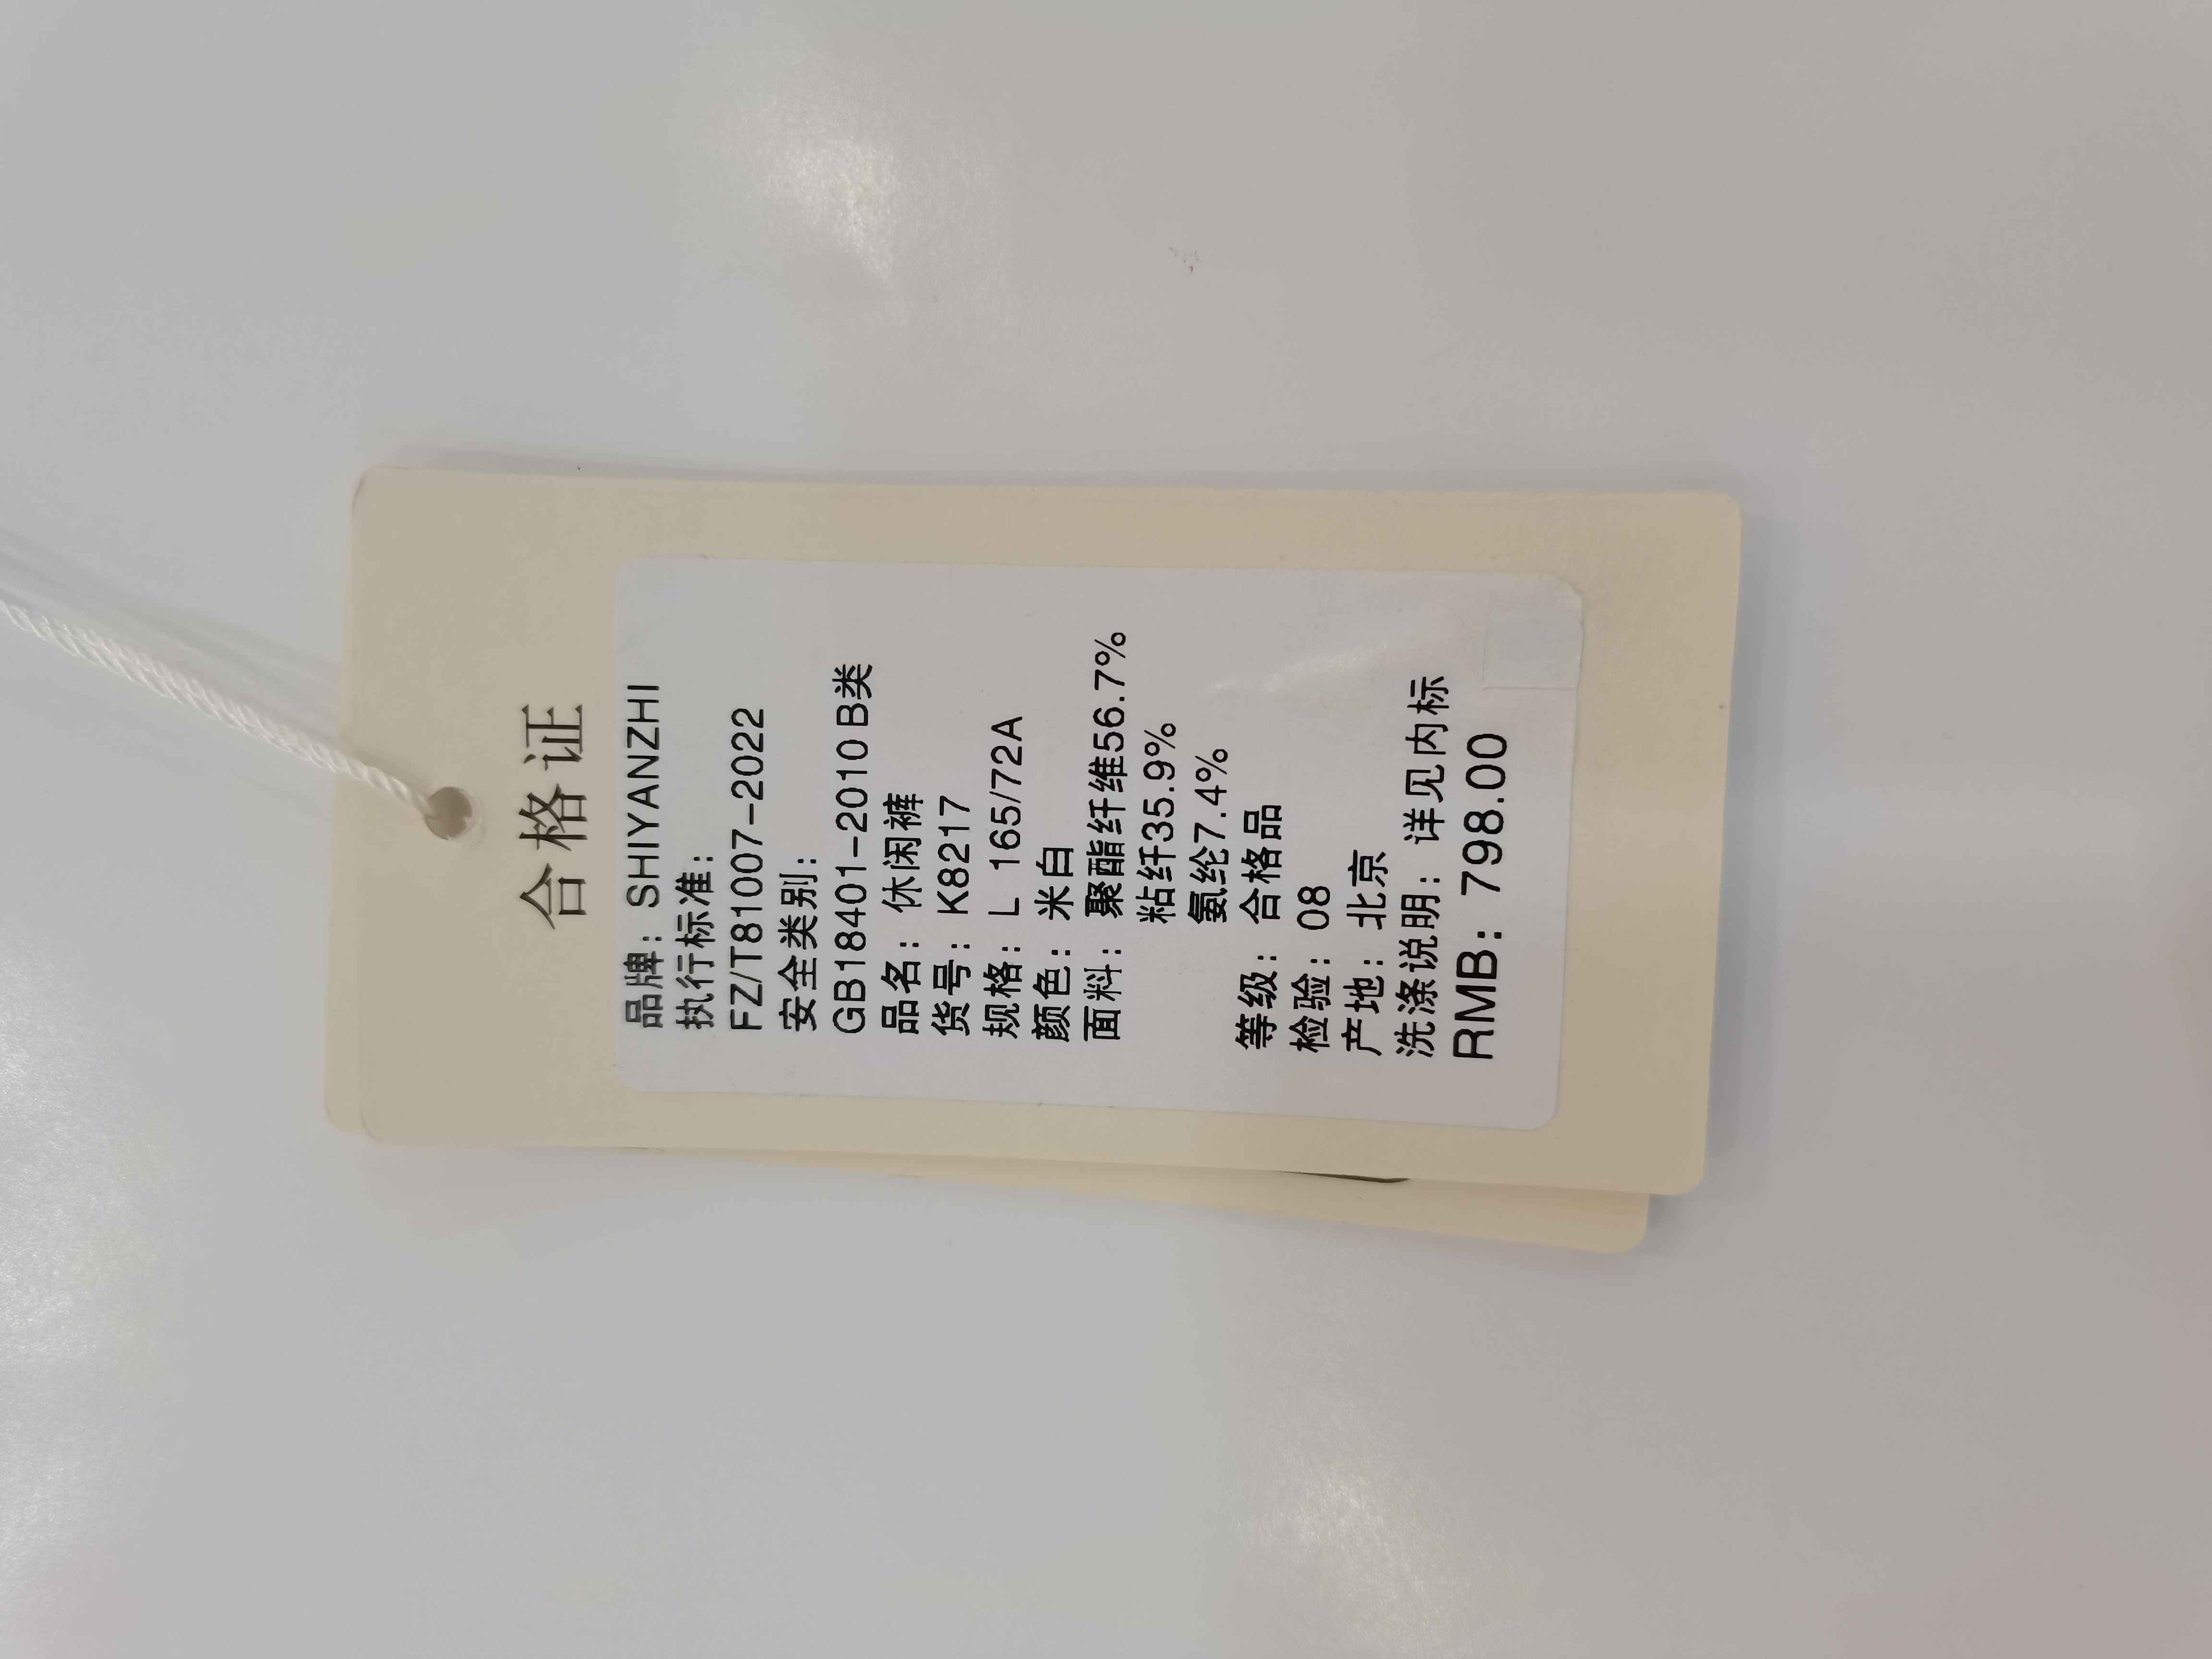 合格证
品牌：SHIYANZHI
执行标准：
FZ/T81007-2022
安全类别：
GB18401-2010 B类
品名：休闲裤
货号：K8217
规格：L 165/72A
颜色：米白
面料：聚酯纤维56.7%
粘纤35.9%
氨纶7.4%
等级：合格品
检验：08
产地：北京
洗涤说明：详见内标
RMB：798.00